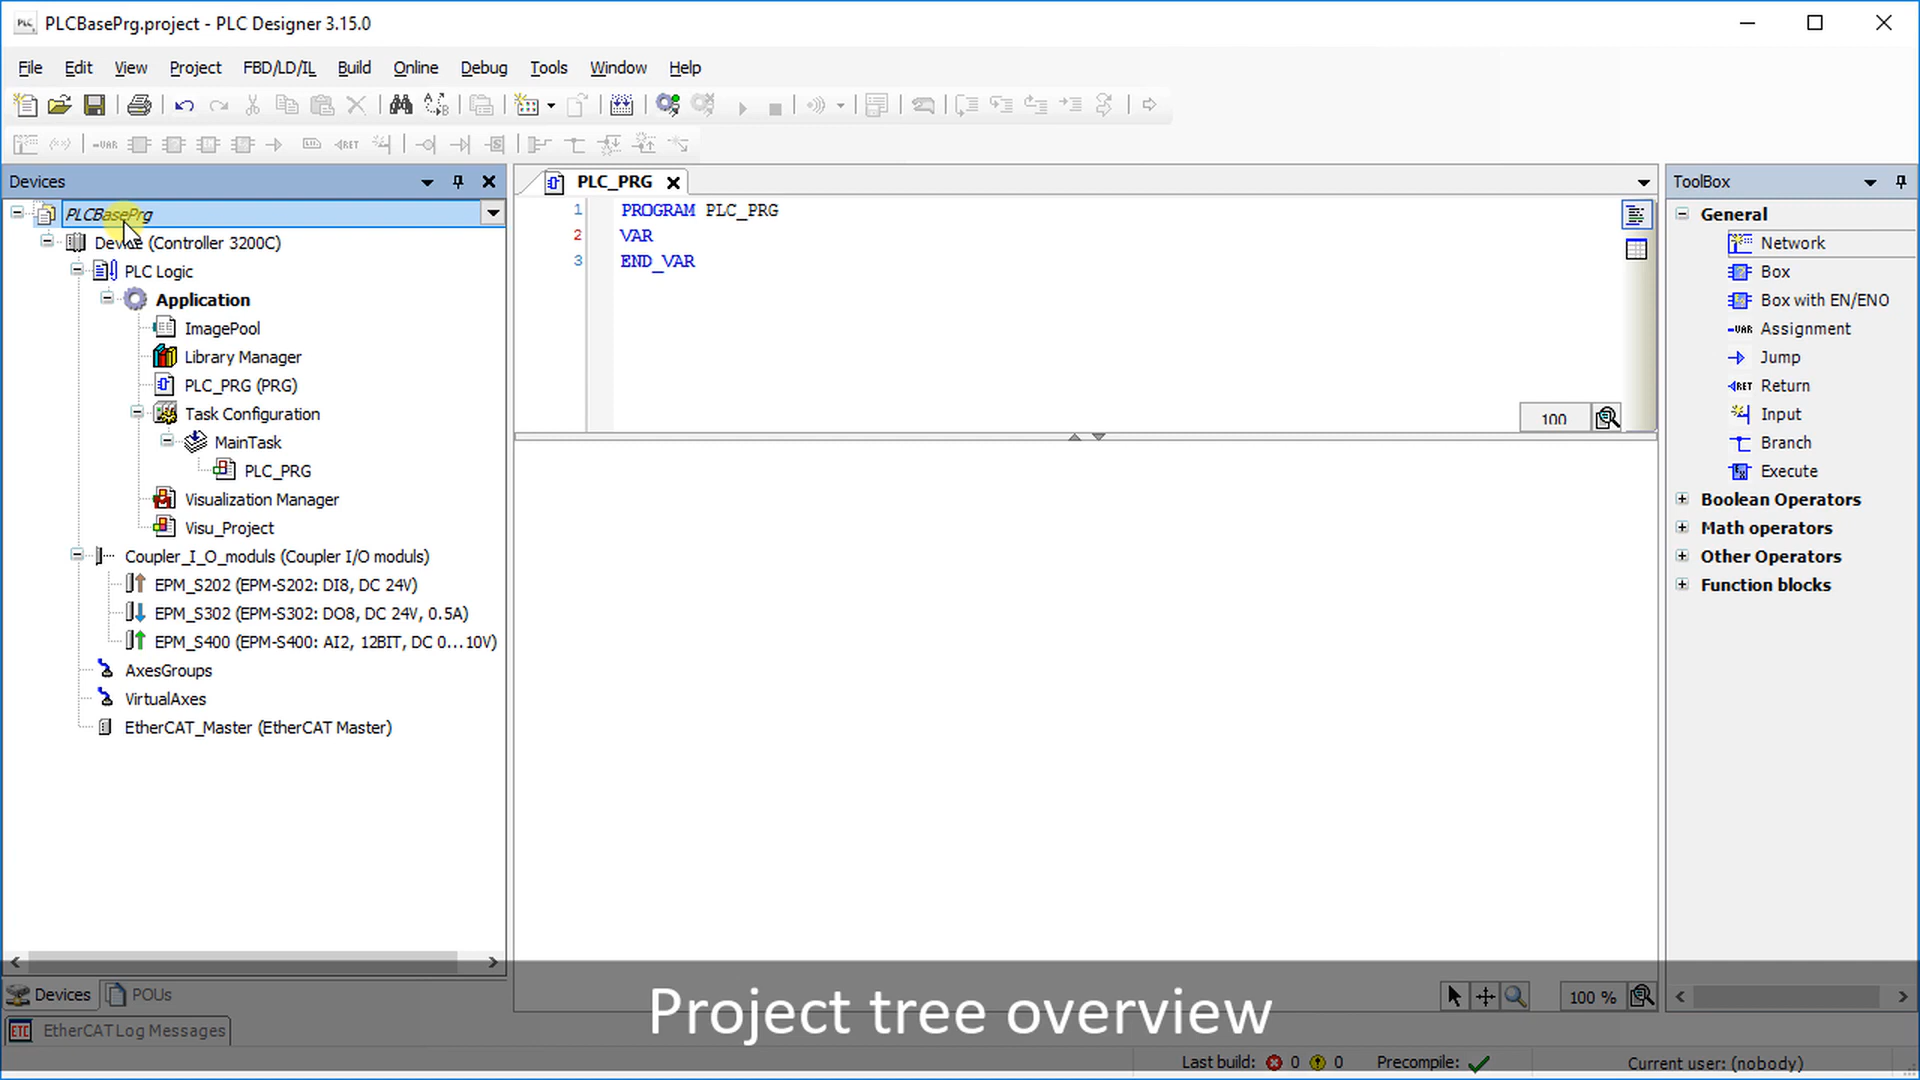 PLCBasePrg.project - PLC Designer 3.15.0
File Edit View Project FBD/LD/IL Build Online Debug Tools Window Help
Devices
PLCBasePrg
Device (Controller 3200C)
PLC Logic
Application
ImagePool
Library Manager
PLC_PRG (PRG)
Task Configuration
MainTask
PLC_PRG
Visualization Manager
Visu_Project
Coupler_I_O_moduls (Coupler I/O moduls)
EPM_S202 (EPM-S202: DI8, DC 24V)
EPM_S302 (EPM-S302: DO8, DC 24V, 0.5A)
EPM_S400 (EPM-S400: AI2, 12BIT, DC 0...10V)
AxesGroups
VirtualAxes
EtherCAT_Master (EtherCAT Master)
Devices POUs
EtherCAT Log Messages
PLC_PRG
1 PROGRAM PLC_PRG
2 VAR
3 END_VAR
100
100 %
ToolBox
General
Network
Box
Box with EN/ENO
-VAR Assignment
Jump
RET Return
Input
Branch
Execute
Boolean Operators
Math operators
Other Operators
Function blocks
Project tree overview
Last build: 0 0 Precompile: Current user: (nobody)